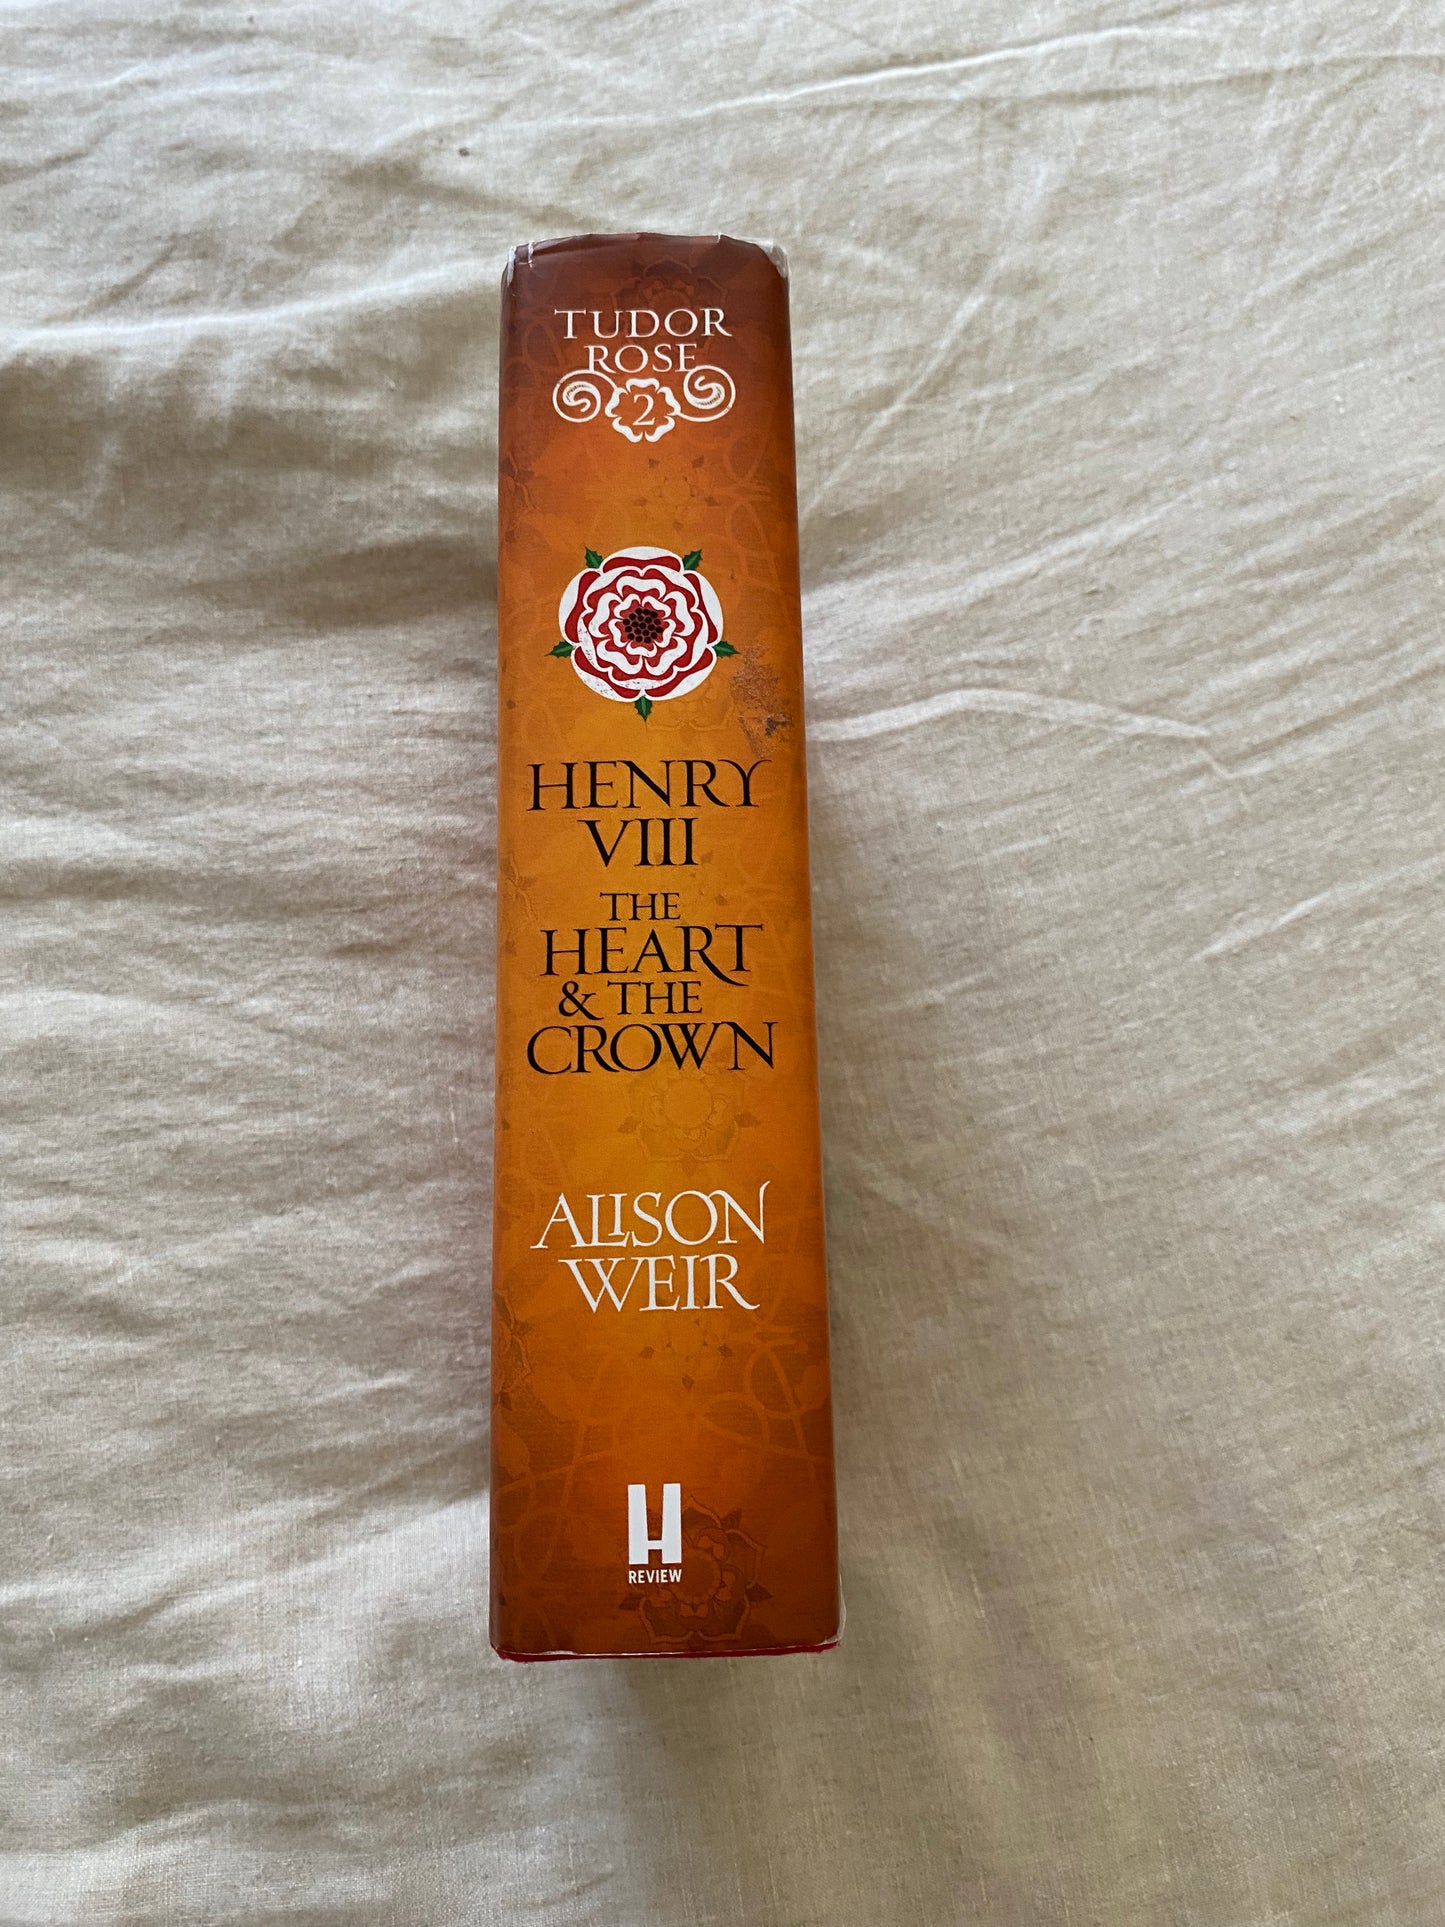 TUDOR
ROSE
2
HENRY
VIII
THE
HEART
& THE
CROWN
ALISON
WEIR
H
REVIEW